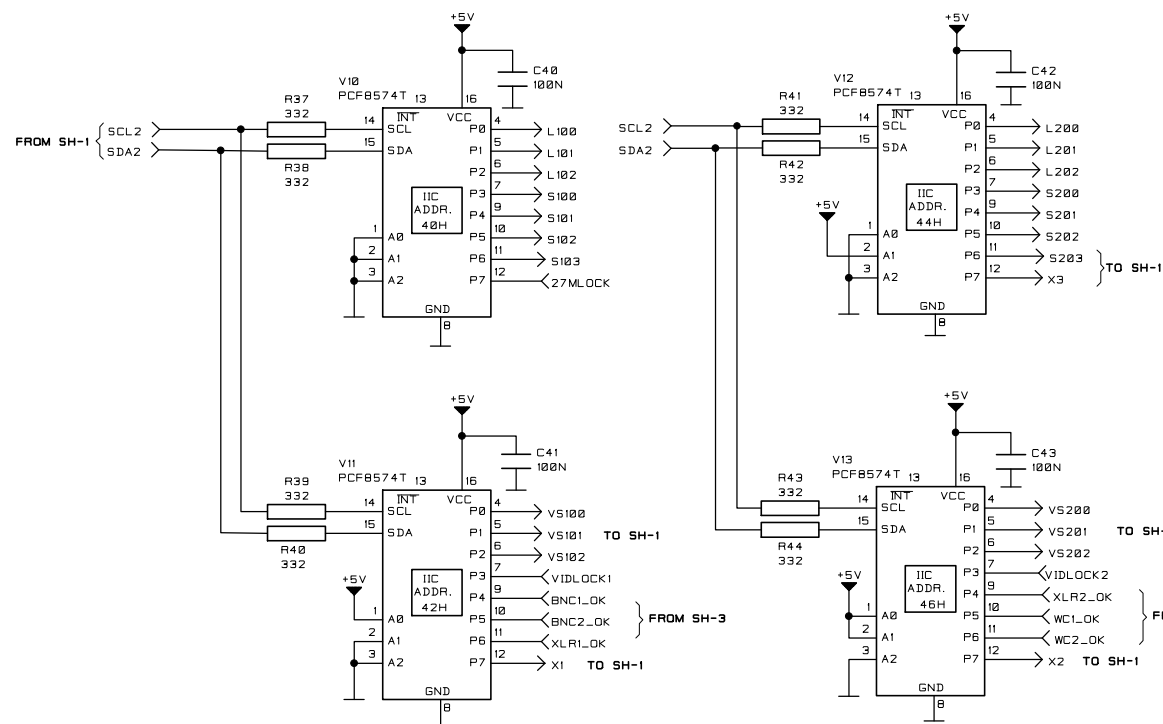 +5V
C40
100N
V10
PCF8574T
13
16
INT
VCC
R37
332
R38
332
FROM SH-1
SCL2
SDA2
14
SCL
15
SDA
IIC
ADDR.
40H
1
A0
2
A1
3
A2
P0
4
L100
P1
5
L101
P2
6
L102
P3
7
S100
P4
9
S101
P5
10
S102
P6
11
S103
P7
12
27MLOCK
GND
8
+5V
C42
100N
V12
PCF8574T
13
16
INT
VCC
R41
332
R42
332
SCL2
SDA2
14
SCL
15
SDA
IIC
ADDR.
44H
+5V
1
A0
2
A1
3
A2
P0
4
L200
P1
5
L201
P2
6
L202
P3
7
S200
P4
9
S201
P5
10
S202
P6
11
S203
P7
12
X3
TO SH-1
GND
8
+5V
C41
100N
V11
PCF8574T
13
16
INT
VCC
R39
332
R40
332
14
SCL
15
SDA
IIC
ADDR.
42H
+5V
1
A0
2
A1
3
A2
P0
4
VS100
P1
5
VS101
TO SH-1
P2
6
VS102
P3
7
VIDLOCK1
P4
9
BNC1_OK
P5
10
BNC2_OK
FROM SH-3
P6
11
XLR1_OK
P7
12
X1
TO SH-1
GND
8
+5V
C43
100N
V13
PCF8574T
13
16
INT
VCC
R43
332
R44
332
14
SCL
15
SDA
IIC
ADDR.
46H
+5V
1
A0
2
A1
3
A2
P0
4
VS200
P1
5
VS201
TO SH-
P2
6
VS202
P3
7
VIDLOCK2
P4
9
XLR2_OK
P5
10
WC1_OK
P6
11
WC2_OK
P7
12
X2
TO SH-1
GND
8